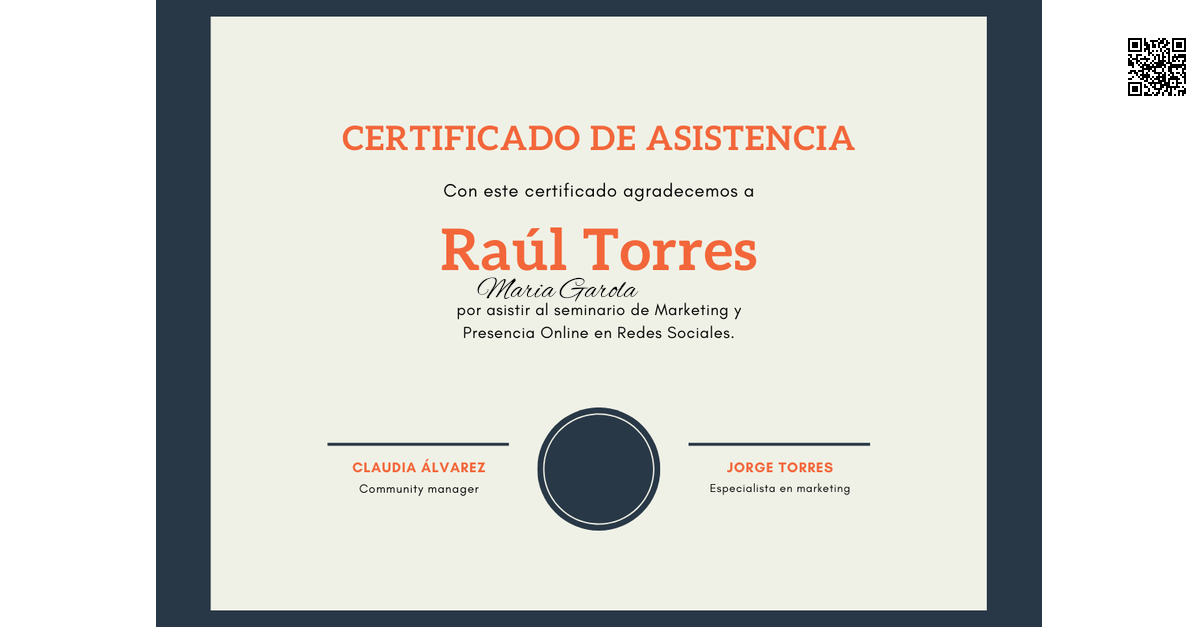 CERTIFICADO DE ASISTENCIA
Con este certificado agradecemos a
Raúl Torres
Maria Garola
por asistir al seminario de Marketing y
Presencia Online en Redes Sociales.
CLAUDIA ÁLVAREZ
Community manager
JORGE TORRES
Especialista en marketing